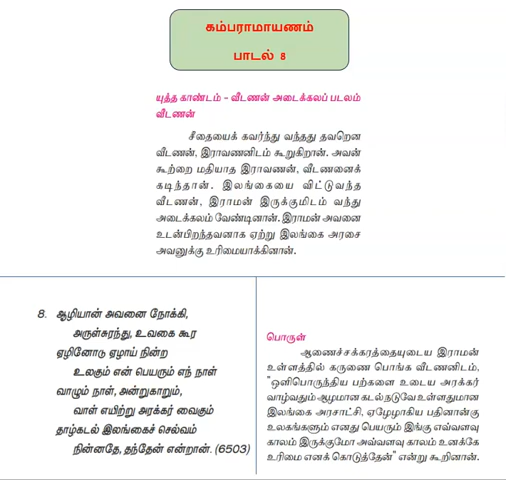 கம்பராமாயணம்
பாடல் 8
யுத்த காண்டம் - வீடணன் அடைக்கலப் படலம்
வீடணன்
சீதையைக் கவர்ந்து வந்தது தவறென
வீடணன், இராவணனிடம் கூறுகிறான். அவன்
கூற்றை மதியாத இராவணன், வீடணனைக்
கடிந்தான். இலங்கையை விட்டுவந்த
வீடணன், இராமன் இருக்குமிடம் வந்து
அடைக்கலம் வேண்டினான். இராமன் அவனை
உடன்பிறந்தவனாக ஏற்று இலங்கை அரசை
அவனுக்கு உரிமையாக்கினான்.
8. ஆழியான் அவனை நோக்கி,
அருள்சுரந்து, உவகை கூர
ஏழினோடு ஏழாய் நின்ற
உலகும் என் பெயரும் எந் நாள்
வாழும் நாள், அன்றுகாறும்,
வாள் எயிற்று அரக்கர் வைகும்
தாழ்கடல் இலங்கைச் செல்வம்
நின்னதே, தந்தேன் என்றான். (6503)
பொருள்
ஆணைச்சக்கரத்தையுடைய இராமன்
உள்ளத்தில் கருணை பொங்க வீடணனிடம்,
"ஒளிபொருந்திய பற்களை உடைய அரக்கர்
வாழ்வதும் ஆழமான கடல் நடுவே உள்ளதுமான
இலங்கை அரசாட்சி, ஏழேழாகிய பதினான்கு
உலகங்களும் எனது பெயரும் இங்கு எவ்வளவு
காலம் இருக்குமோ அவ்வளவு காலம் உனக்கே
உரிமை எனக் கொடுத்தேன்" என்று கூறினான்.